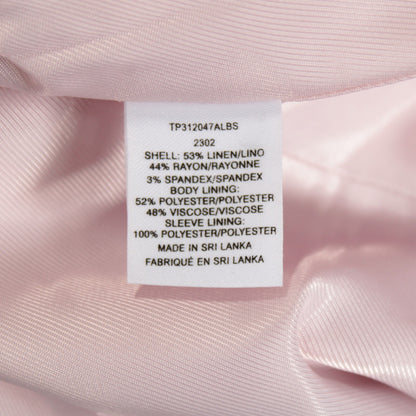 TP312047ALBS
2302
SHELL: 53% LINEN/LINO
44% RAYON/RAYONNE
3% SPANDEX/SPANDEX
BODY LINING:
52% POLYESTER/POLYESTER
48% VISCOSE/VISCOSE
SLEEVE LINING:
100% POLYESTER/POLYESTER
MADE IN SRI LANKA
FABRIQUÉ EN SRI LANKA